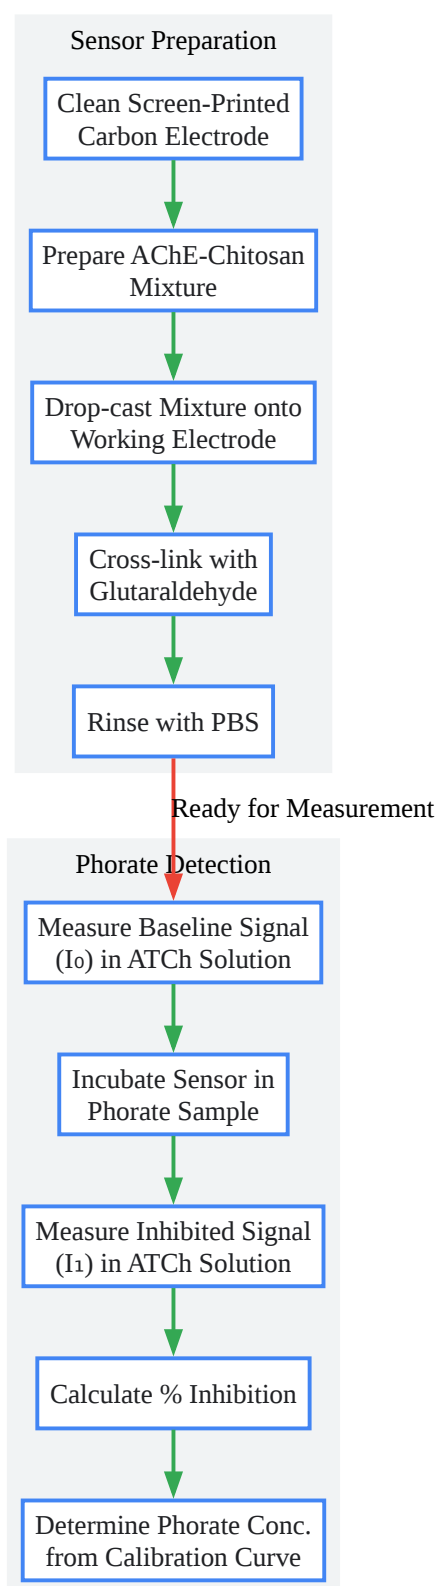 Sensor Preparation
Clean Screen-Printed
Carbon Electrode
Prepare AChE-Chitosan
Mixture
Drop-cast Mixture onto
Working Electrode
Cross-link with
Glutaraldehyde
Rinse with PBS
Ready for Measurement
Phorate Detection
Measure Baseline Signal
(I₀) in ATCh Solution
Incubate Sensor in
Phorate Sample
Measure Inhibited Signal
(I₁) in ATCh Solution
Calculate % Inhibition
Determine Phorate Conc.
from Calibration Curve